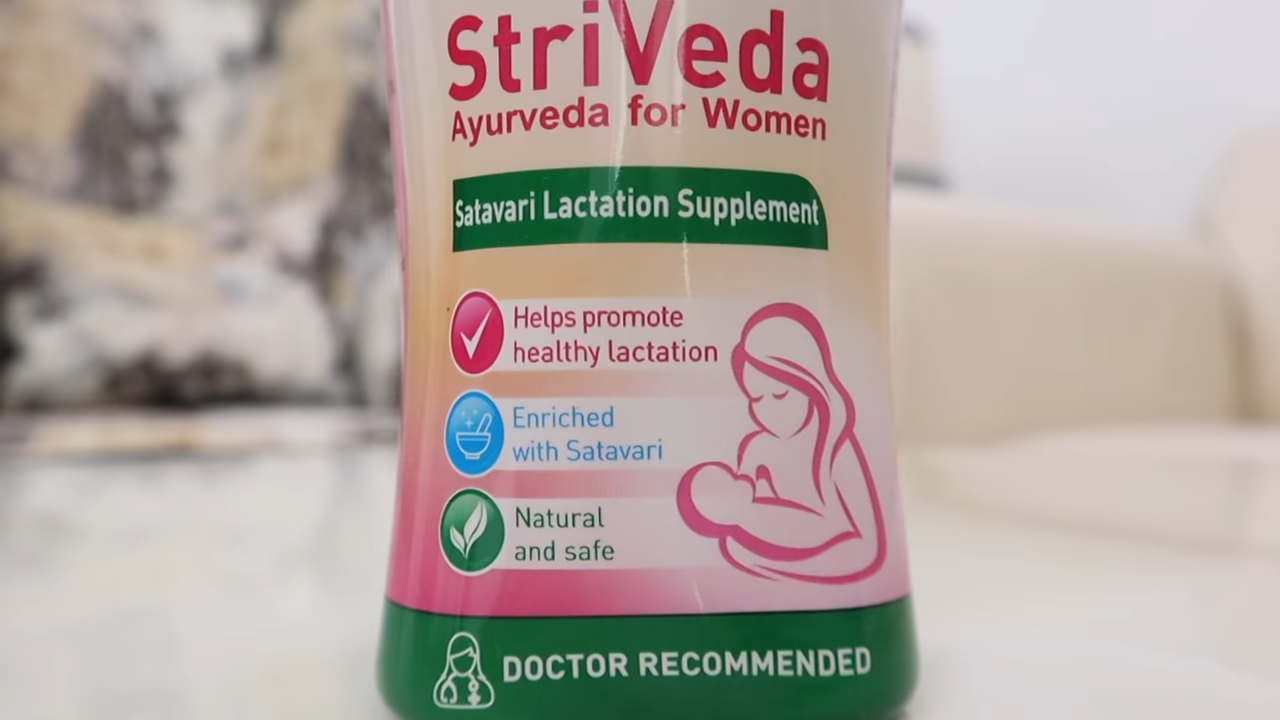 StriVeda
Ayurveda for Women
Satavari Lactation Supplement
Helps promote
healthy lactation
Enriched
with Satavari
Natural
and safe
DOCTOR RECOMMENDED